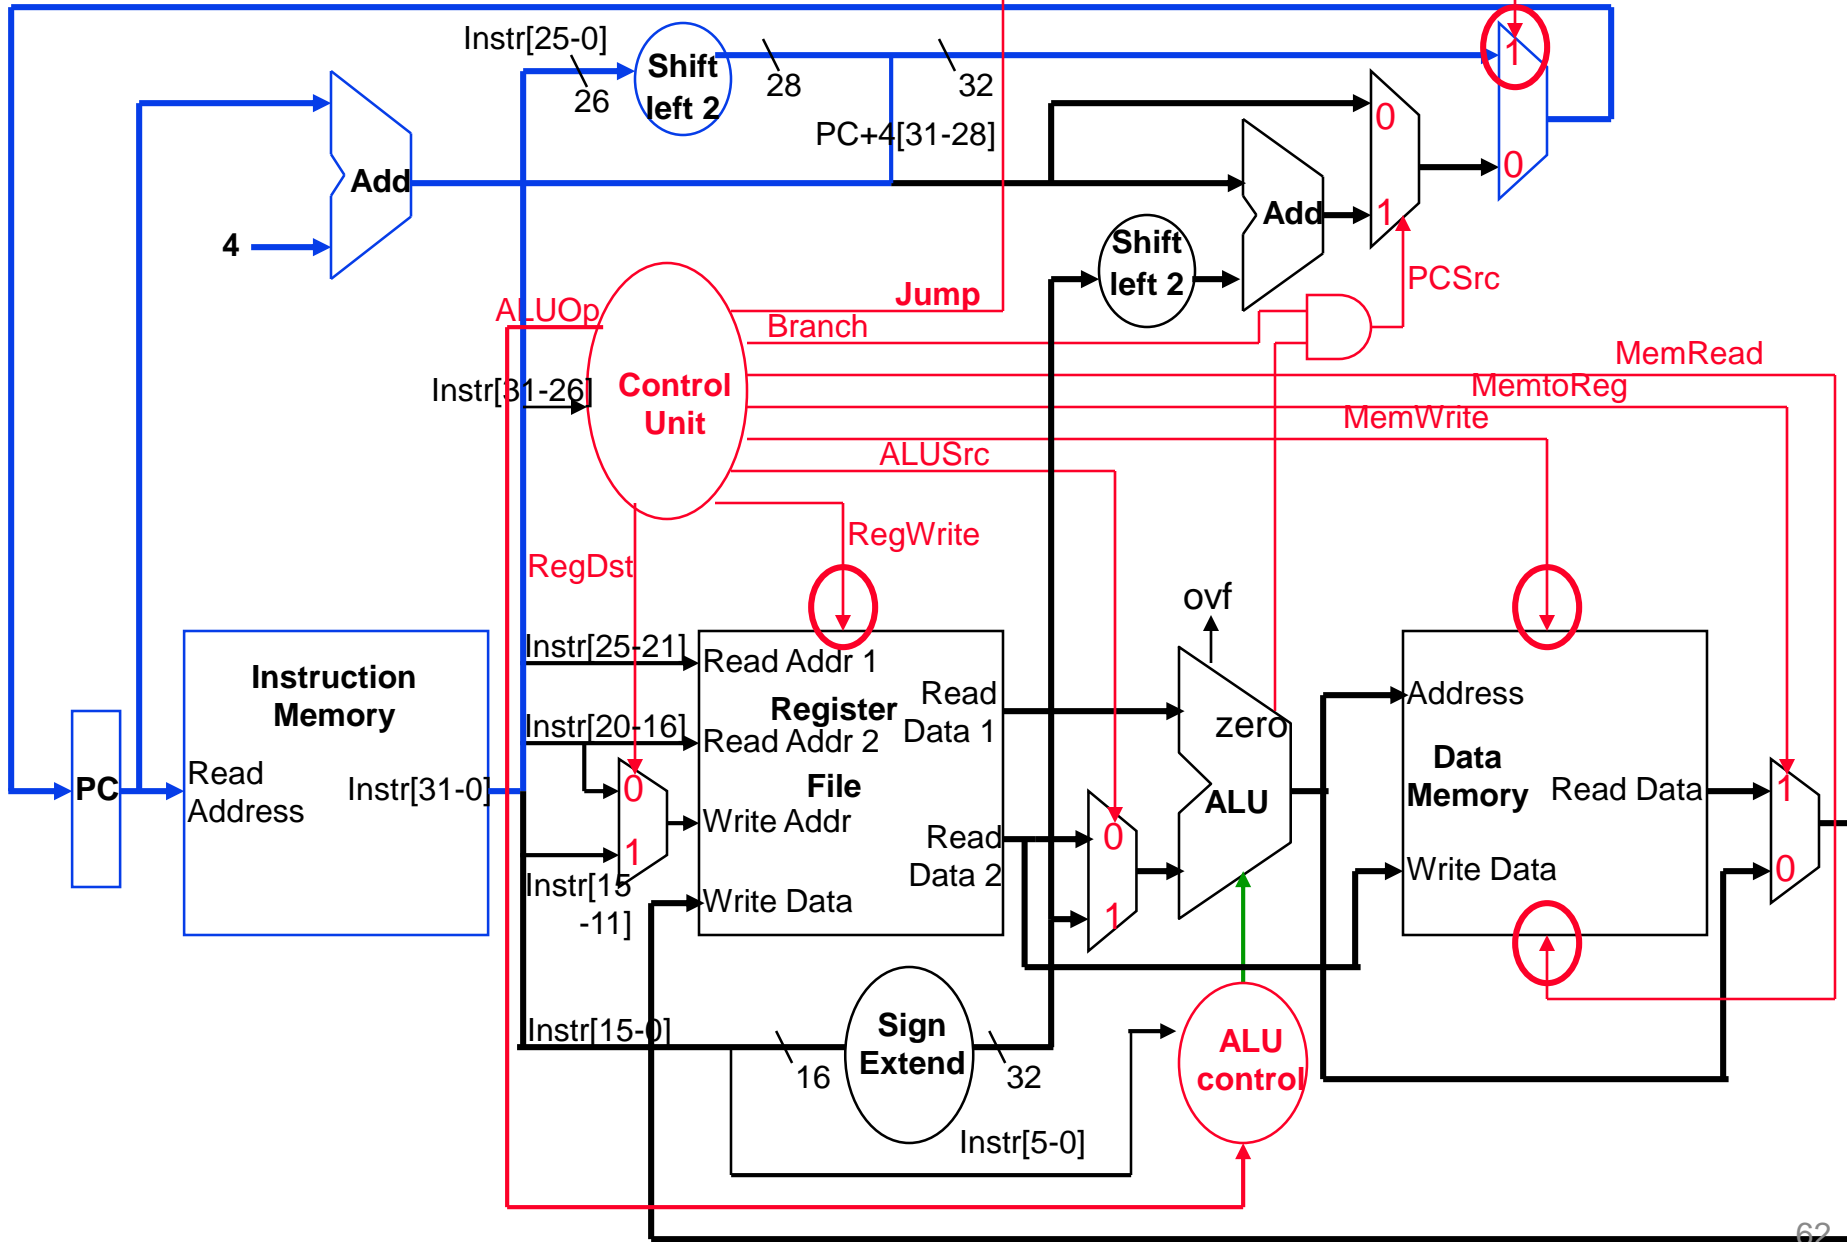 Instr[25-0]
26
Shift
left 2
28
32
PC+4[31-28]
1
0
0
1
Add
4
Add
Shift
left 2
PCSrc
ALUOp
Jump
Branch
MemRead
MemtoReg
MemWrite
ALUSrc
Instr[31-26]
Control
Unit
RegWrite
RegDst
ovf
Instr[25-21]
Read Addr 1
Instruction
Memory
Read
Data 1
Register
Instr[20-16]
Read Addr 2
File
zero
Address
Data
Memory
Read Data
PC
Read
Address
Instr[31-0]
0
1
Write Addr
Read
Data 2
0
1
ALU
1
0
Instr[15
-11]
Write Data
Write Data
Instr[15-0]
16
Sign
Extend
32
ALU
control
Instr[5-0]
62